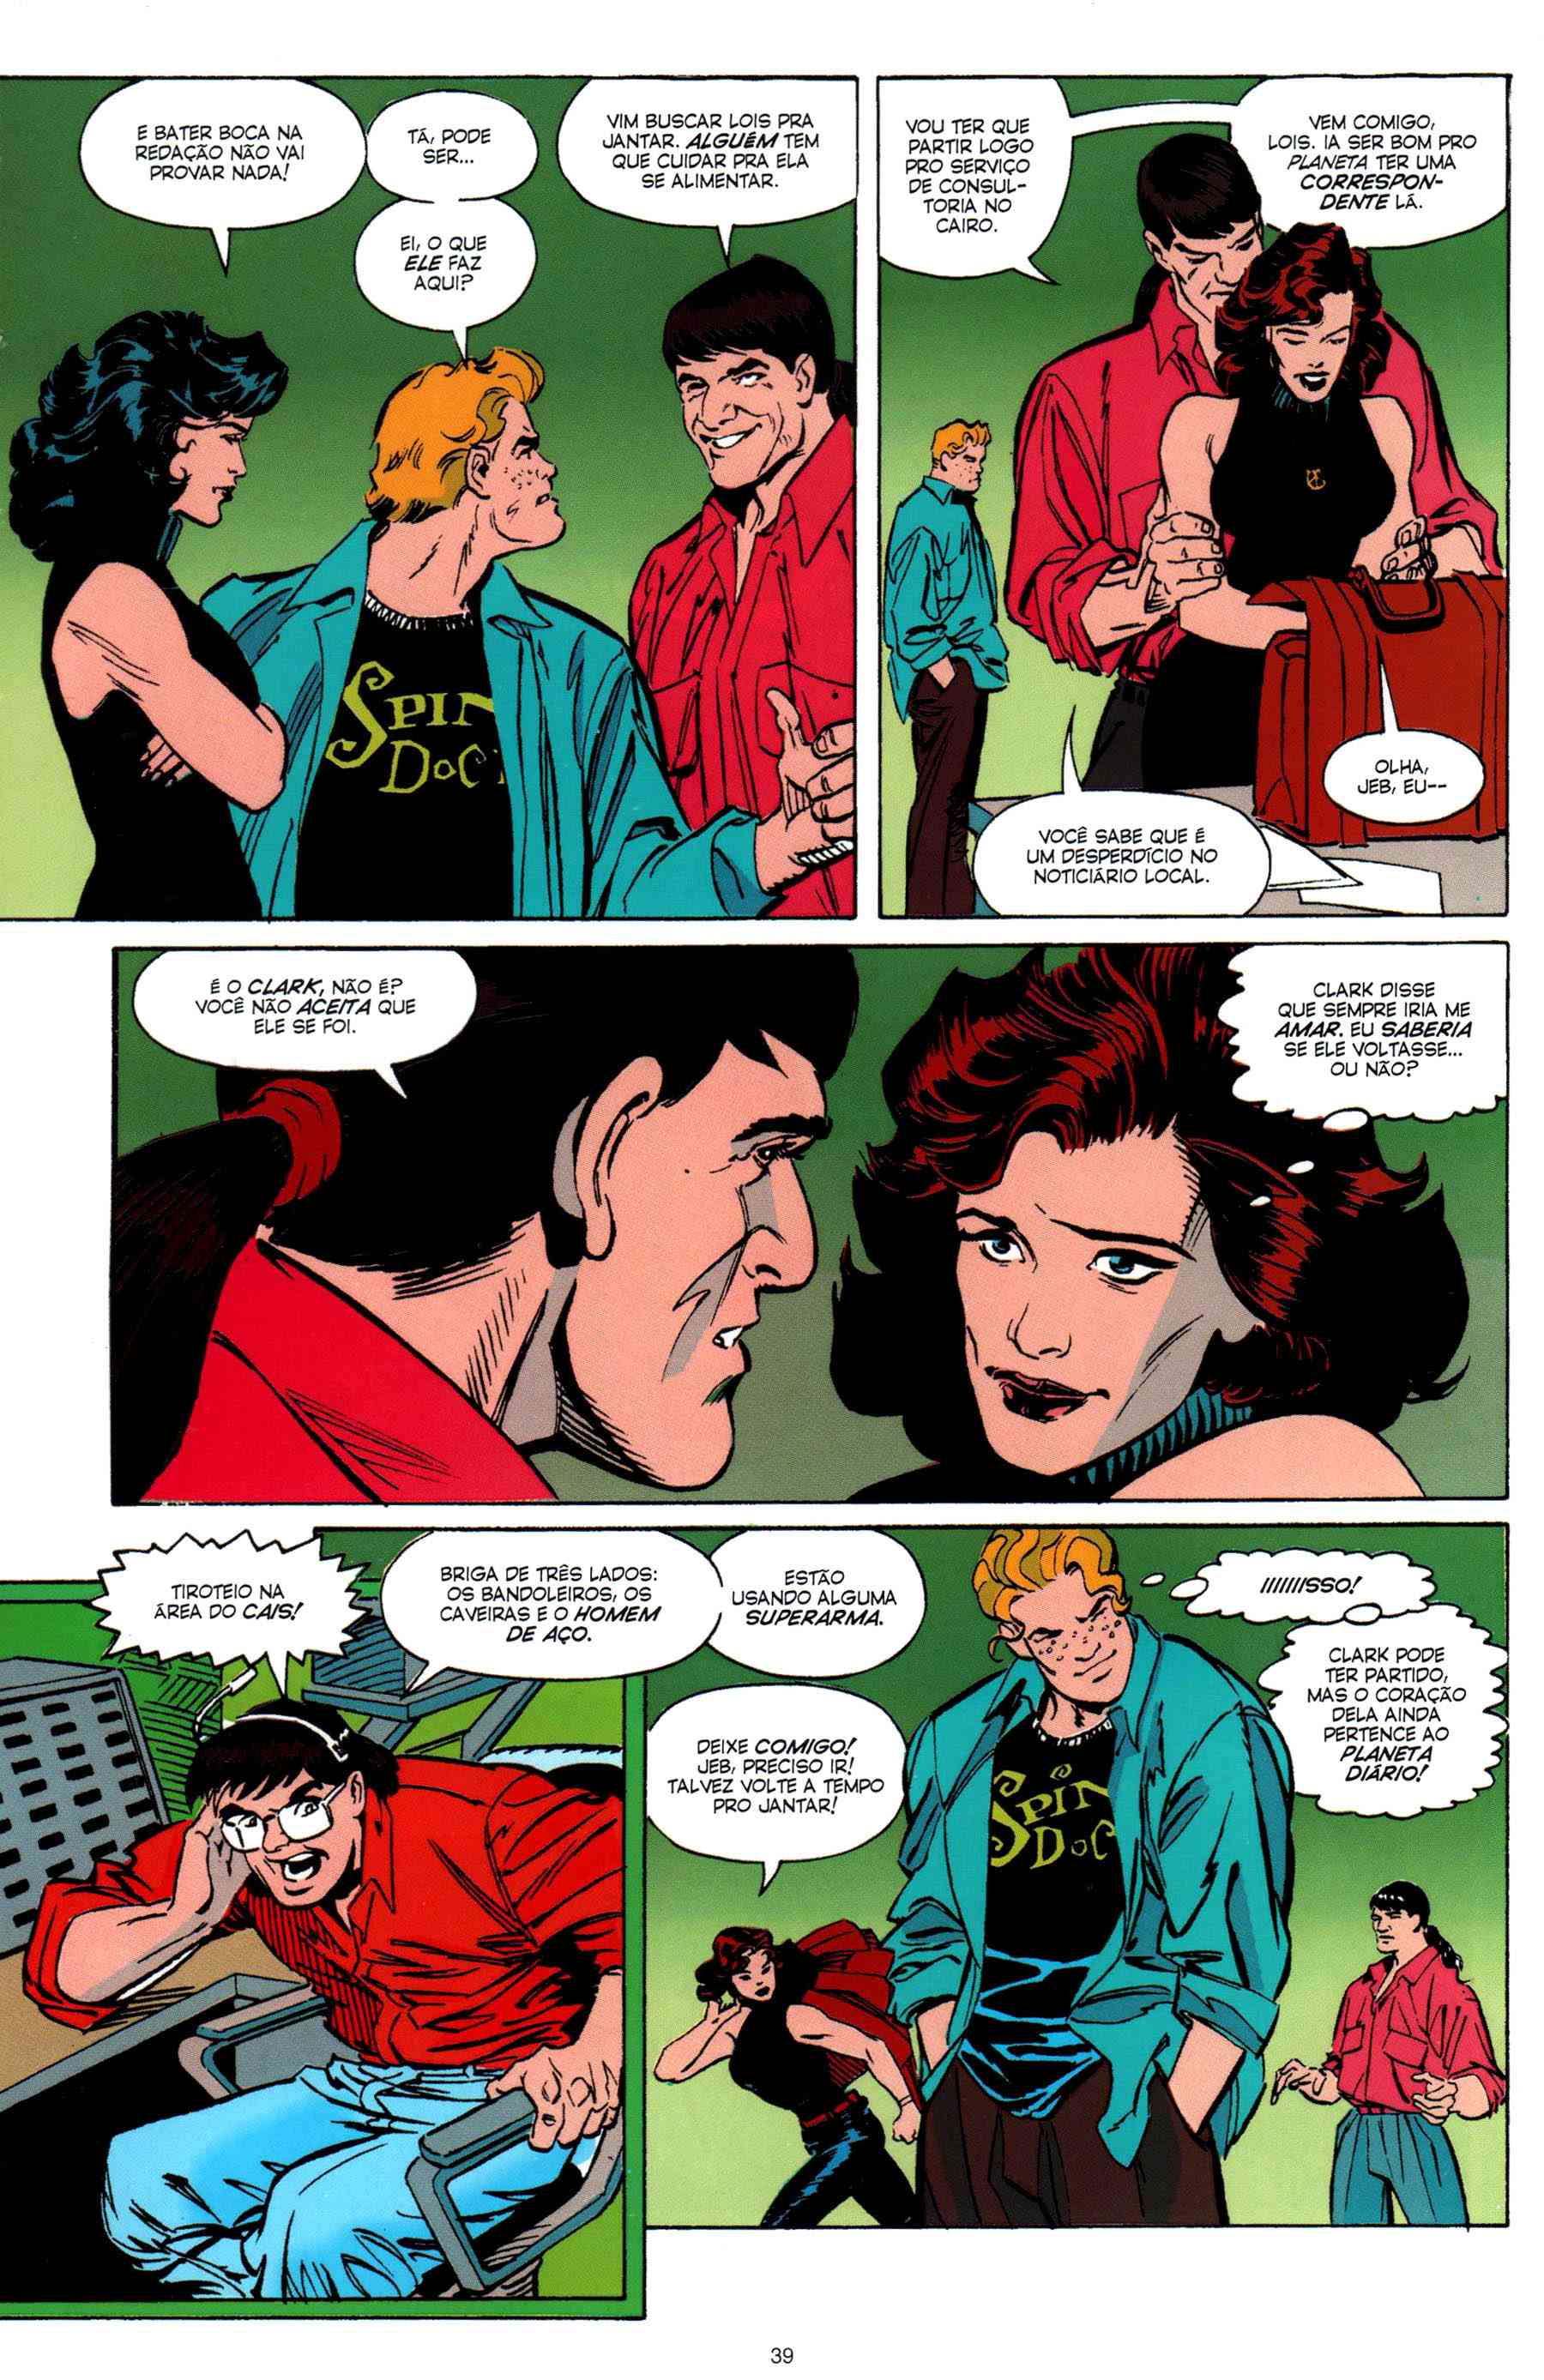 E BATER BOCA NA
REDAÇÃO NÃO VAI
PROVAR NADA!
TÁ, PODE
SER...
EI, O QUE
ELE FAZ
AQUI?
VIM BUSCAR LOIS PRA
JANTAR. ALGUÉM TEM
QUE CUIDAR PRA ELA
SE ALIMENTAR.
SPIN
DOC
VOU TER QUE
PARTIR LOGO
PRO SERVIÇO
DE CONSUL-
TORIA NO
CAIRO.
VEM COMIGO,
LOIS. IA SER BOM PRO
PLANETA TER UMA
CORRESPON-
DENTE LÁ.
OLHA,
JEB, EU--
VOCÊ SABE QUE É
UM DESPERDÍCIO NO
NOTICIÁRIO LOCAL.
É O CLARK, NÃO É?
VOCÊ NÃO ACEITA QUE
ELE SE FOI.
CLARK DISSE
QUE SEMPRE IRIA ME
AMAR. EU SABERIA
SE ELE VOLTASSE...
OU NÃO?
TIROTEIO NA
ÁREA DO CAIS!
BRIGA DE TRÊS LADOS:
OS BANDOLEIROS, OS
CAVEIRAS E O HOMEM
DE AÇO.
ESTÃO
USANDO ALGUMA
SUPERARMA.
DEIXE COMIGO!
JEB, PRECISO IR!
TALVEZ VOLTE A TEMPO
PRO JANTAR!
IIIIIIISSO!
CLARK PODE
TER PARTIDO,
MAS O CORAÇÃO
DELA AINDA
PERTENCE AO
PLANETA
DIÁRIO!
SPIN
DOC
39